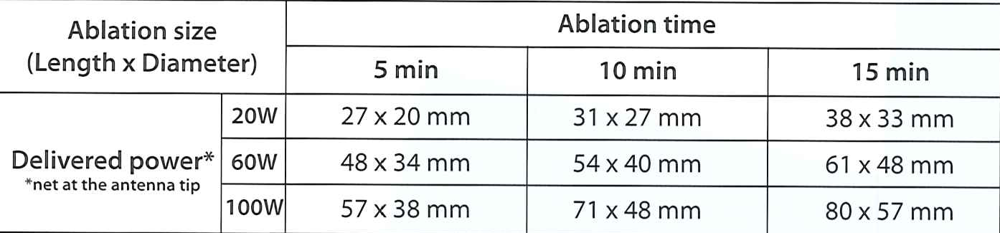 Ablation size
(Length x Diameter)
Ablation time
5 min
10 min
15 min
Delivered power*
*net at the antenna tip
20W
27 x 20 mm
31 x 27 mm
38 x 33 mm
60W
48 x 34 mm
54 x 40 mm
61 x 48 mm
100W
57 x 38 mm
71 x 48 mm
80 x 57 mm